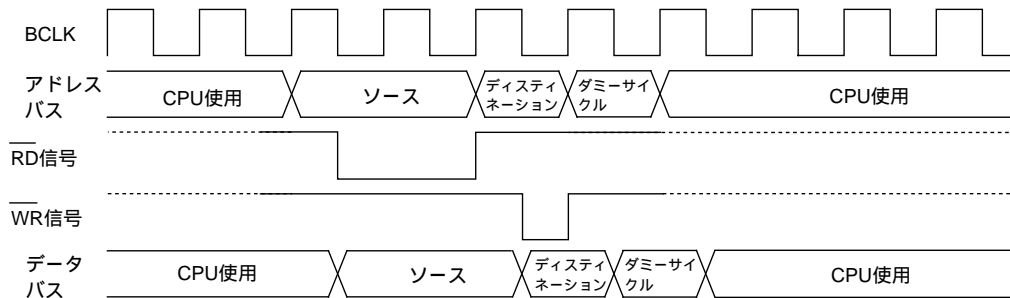 BCLK
アドレス
バス
CPU使用
ソース
ディスティ
ネーション
ダミーサイ
クル
CPU使用
RD信号
WR信号
データ
バス
CPU使用
ソース
ディスティ
ネーション
ダミーサイ
クル
CPU使用